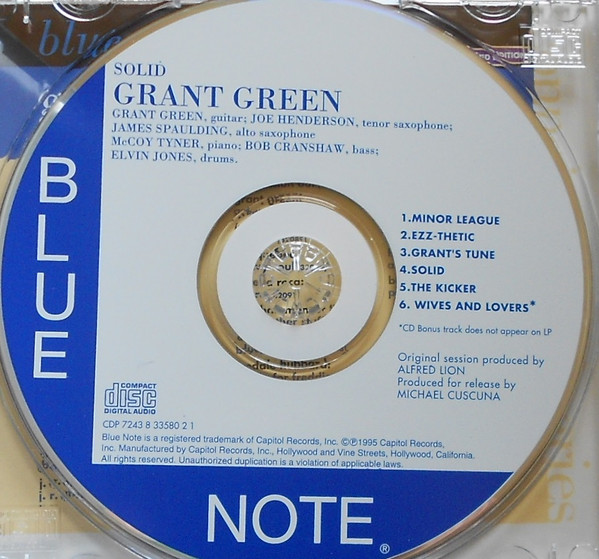 blue
SOLID
GRANT GREEN
GRANT GREEN, guitar; JOE HENDERSON, tenor saxophone;
JAMES SPAULDING, alto saxophone
McCOY TYNER, piano; BOB CRANSHAW, bass;
ELVIN JONES, drums.
BLUE
1.MINOR LEAGUE
2.EZZ-THETIC
3.GRANT'S TUNE
4.SOLID
5.THE KICKER
6. WIVES AND LOVERS*
*CD Bonus track does not appear on LP
Original session produced by
ALFRED LION
Produced for release by
MICHAEL CUSCUNA
COMPACT
disc
DIGITAL AUDIO
CDP 7243 8 33580 2 1
Blue Note is a registered trademark of Capitol Records, Inc. ©Ⓟ1995 Capitol Records,
Inc. Manufactured by Capitol Records, Inc., Hollywood and Vine Streets, Hollywood, California.
All rights reserved. Unauthorized duplication is a violation of applicable laws.
NOTE®